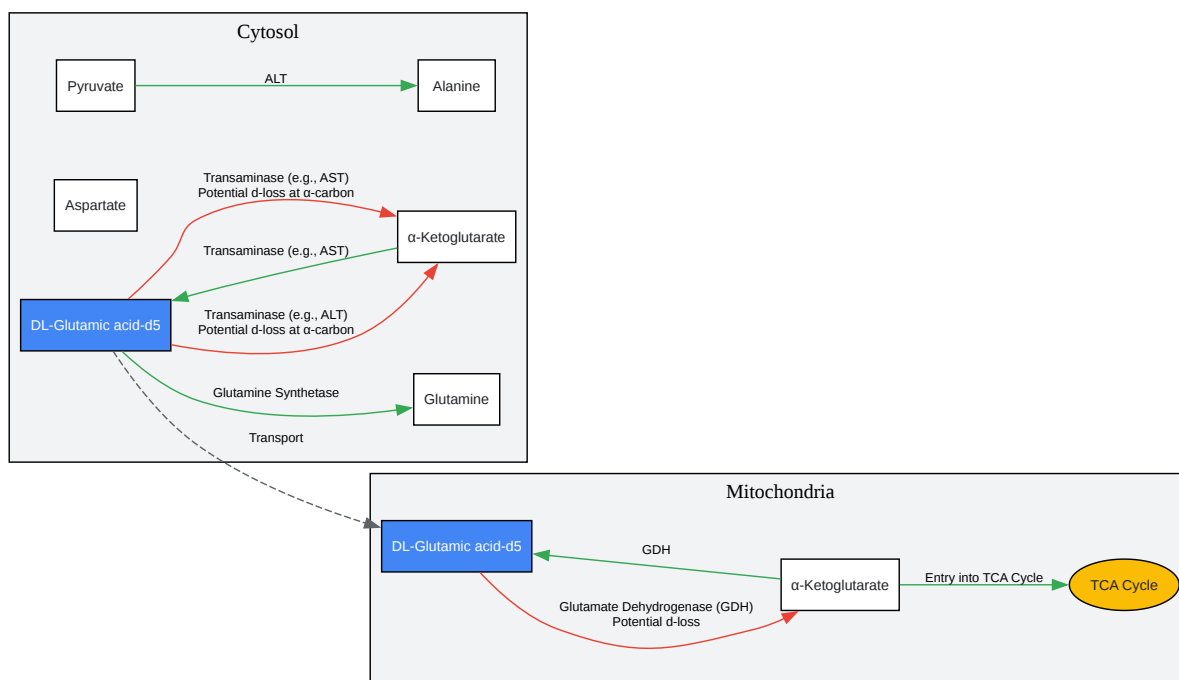 Cytosol
Pyruvate
ALT
Alanine
Transaminase (e.g., AST)
Potential d-loss at α-carbon
Aspartate
α-Ketoglutarate
Transaminase (e.g., AST)
DL-Glutamic acid-d5
Transaminase (e.g., ALT)
Potential d-loss at α-carbon
Glutamine Synthetase
Glutamine
Transport
Mitochondria
DL-Glutamic acid-d5
GDH
α-Ketoglutarate
Entry into TCA Cycle
TCA Cycle
Glutamate Dehydrogenase (GDH)
Potential d-loss